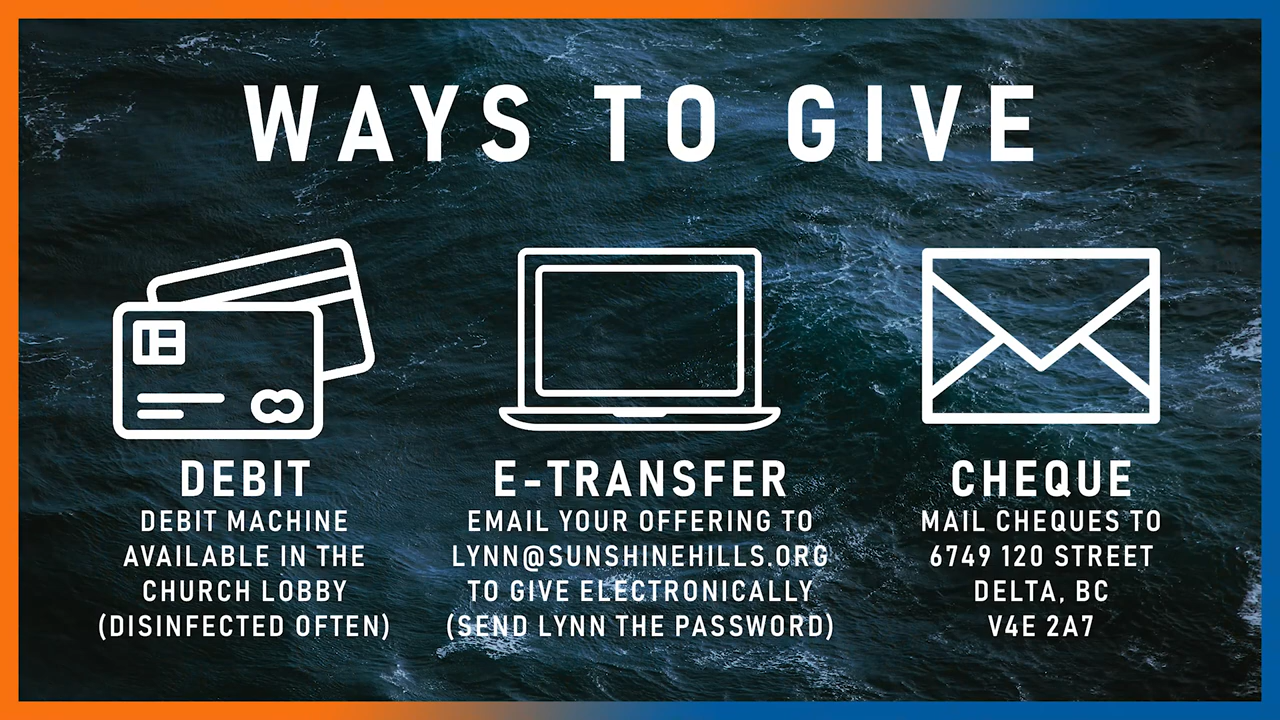 WAYS TO GIVE
DEBIT
DEBIT MACHINE
AVAILABLE IN THE
CHURCH LOBBY
(DISINFECTED OFTEN)
E-TRANSFER
EMAIL YOUR OFFERING TO
LYNN@SUNSHINEHILLS.ORG
TO GIVE ELECTRONICALLY
(SEND LYNN THE PASSWORD)
CHEQUE
MAIL CHEQUES TO
6749 120 STREET
DELTA, BC
V4E 2A7